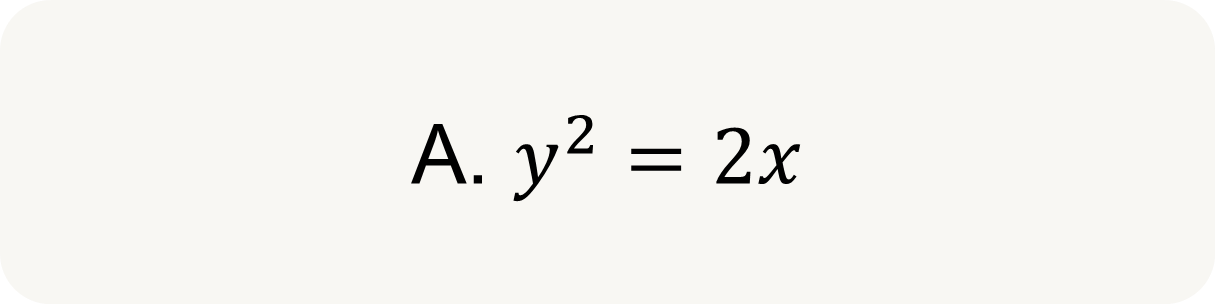 A. y² = 2x